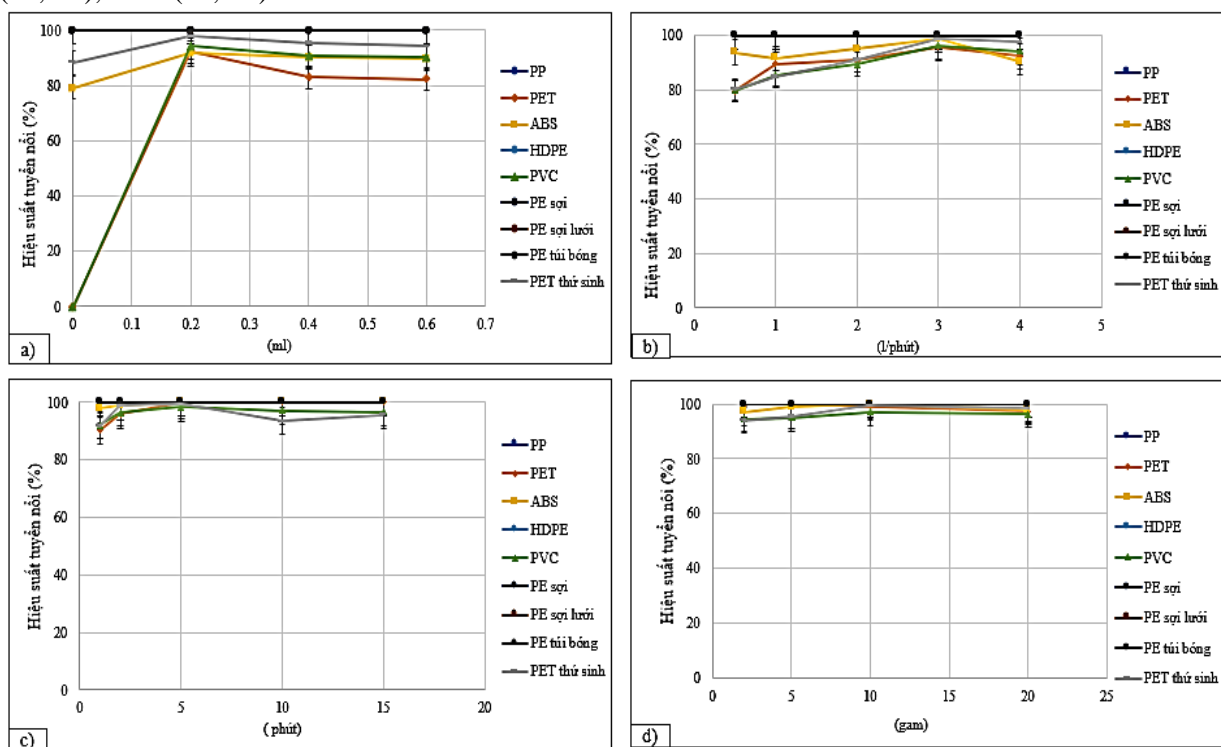 100
80
60
40
20
0
Hiệu suất tuyển nổi (%)
0 0.1 0.2 0.3 0.4 0.5 0.6 0.7
(ml)
a)
PP
PET
ABS
HDPE
PVC
PE sợi
PE sợi lưới
PE túi bóng
PET thứ sinh
100
80
60
40
20
0
Hiệu suất tuyển nổi (%)
0 1 2 3 4 5
(l/phút)
b)
PP
PET
ABS
HDPE
PVC
PE sợi
PE sợi lưới
PE túi bóng
PET thứ sinh
100
80
60
40
20
0
Hiệu suất tuyển nổi (%)
0 5 10 15 20
( phút)
c)
PP
PET
ABS
HDPE
PVC
PE sợi
PE sợi lưới
PE túi bóng
PET thứ sinh
100
80
60
40
20
0
Hiệu suất tuyển nổi (%)
0 5 10 15 20 25
(gam)
d)
PP
PET
ABS
HDPE
PVC
PE sợi
PE sợi lưới
PE túi bóng
PET thứ sinh